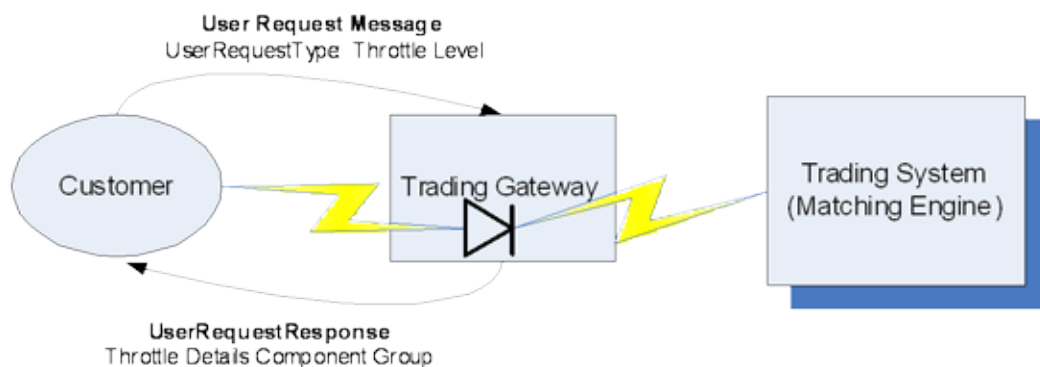 User Request Message
UserRequestType: Throttle Level
Customer
Trading Gateway
Trading System
(Matching Engine)
UserRequestResponse
Throttle Details Component Group